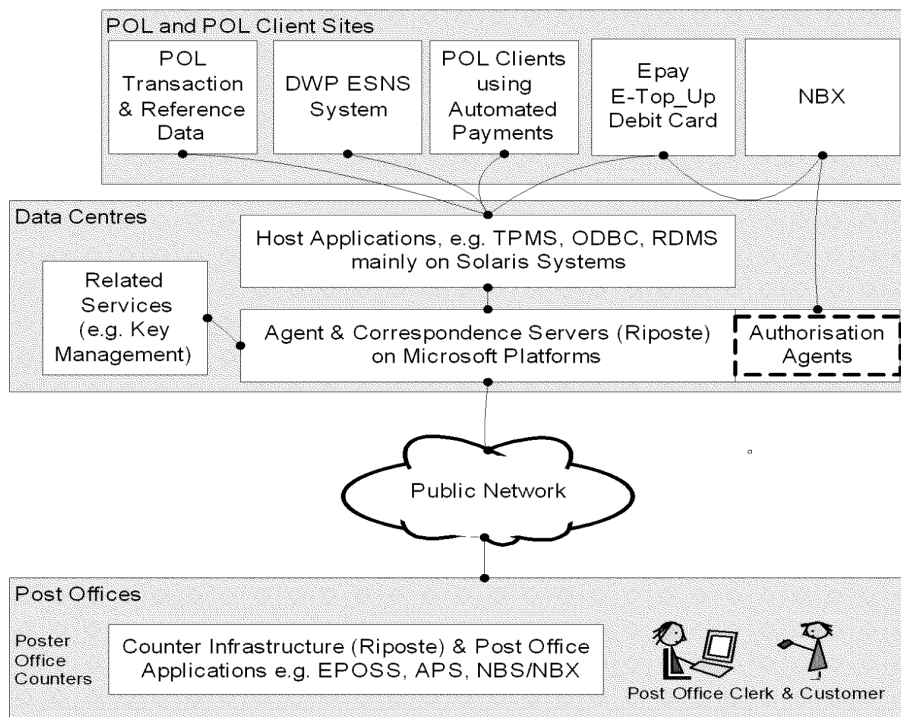 POL and POL Client Sites
POL
Transaction
& Reference
Data
DWP ESNS
System
POL Clients
using
Automated
Payments
Epay
E-Top_Up
Debit Card
NBX
Data Centres
Host Applications, e.g. TPMS, ODBC, RDMS
mainly on Solaris Systems
Related
Services
(e.g. Key
Management)
Agent & Correspondence Servers (Riposte)
on Microsoft Platforms
Authorisation
Agents
Public Network
Post Offices
Poster
Office
Counters
Counter Infrastructure (Riposte) & Post Office
Applications e.g. EPOSS, APS, NBS/NBX
Post Office Clerk & Customer